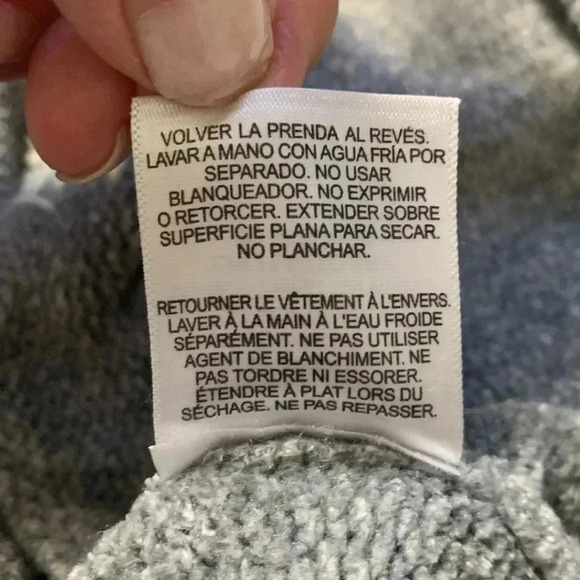 VOLVER LA PRENDA AL REVÉS.
LAVAR A MANO CON AGUA FRÍA POR
SEPARADO. NO USAR
BLANQUEADOR. NO EXPRIMIR
O RETORCER. EXTENDER SOBRE
SUPERFICIE PLANA PARA SECAR.
NO PLANCHAR.
RETOURNER LE VÊTEMENT À L'ENVERS.
LAVER À LA MAIN À L'EAU FROIDE
SÉPARÉMENT. NE PAS UTILISER
AGENT DE BLANCHIMENT. NE
PAS TORDRE NI ESSORER.
ÉTENDRE À PLAT LORS DU
SÉCHAGE. NE PAS REPASSER.